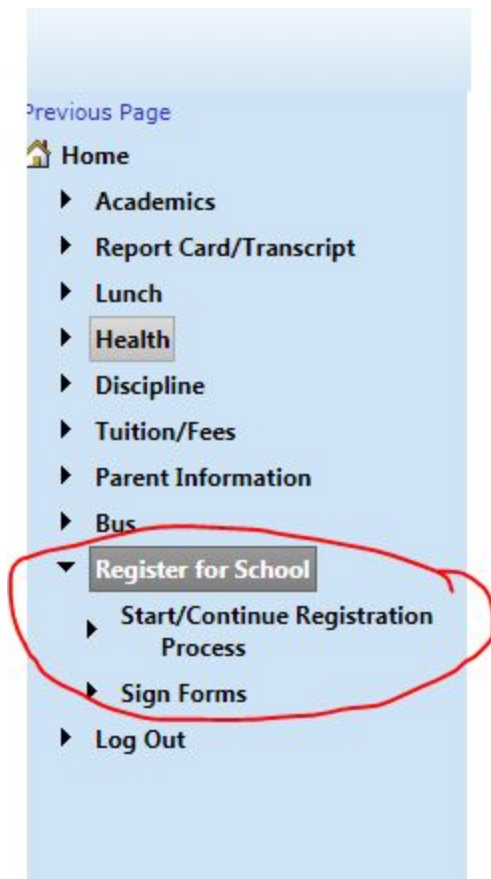 Previous Page
Home
Academics
Report Card/Transcript
Lunch
Health
Discipline
Tuition/Fees
Parent Information
Bus
Register for School
Start/Continue Registration
Process
Sign Forms
Log Out